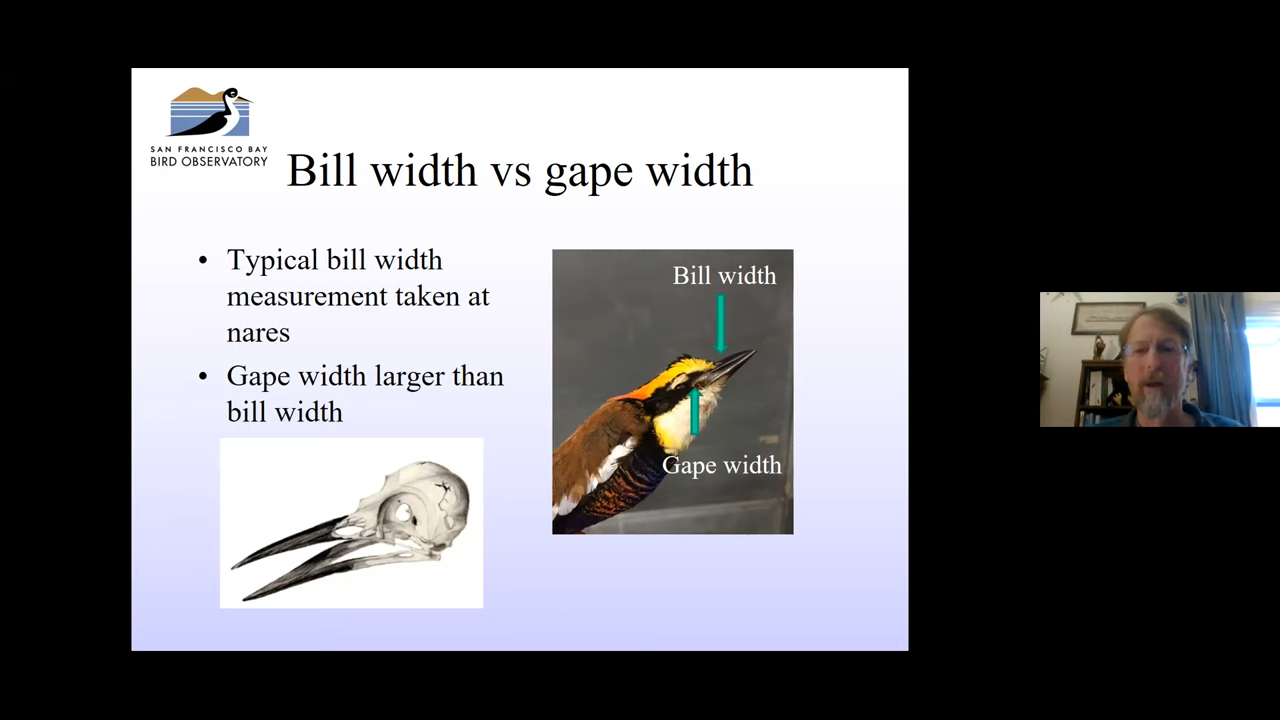 SAN FRANCISCO BAY
BIRD OBSERVATORY
Bill width vs gape width
• Typical bill width
measurement taken at
nares
• Gape width larger than
bill width
Bill width
Gape width